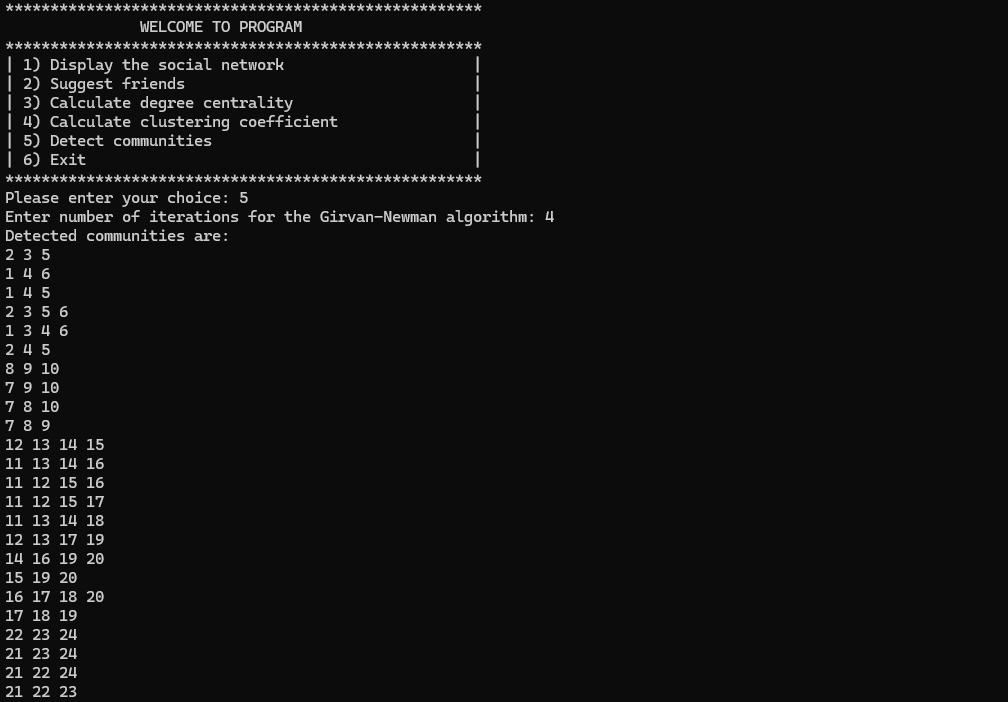 *****************************************************
WELCOME TO PROGRAM
*****************************************************
| 1) Display the social network                     |
| 2) Suggest friends                                |
| 3) Calculate degree centrality                    |
| 4) Calculate clustering coefficient               |
| 5) Detect communities                             |
| 6) Exit                                           |
*****************************************************
Please enter your choice: 5
Enter number of iterations for the Girvan-Newman algorithm: 4
Detected communities are:
2 3 5
1 4 6
1 4 5
2 3 5 6
1 3 4 6
2 4 5
8 9 10
7 9 10
7 8 10
7 8 9
12 13 14 15
11 13 14 16
11 12 15 16
11 12 15 17
11 13 14 18
12 13 17 19
14 16 19 20
15 19 20
16 17 18 20
17 18 19
22 23 24
21 23 24
21 22 24
21 22 23